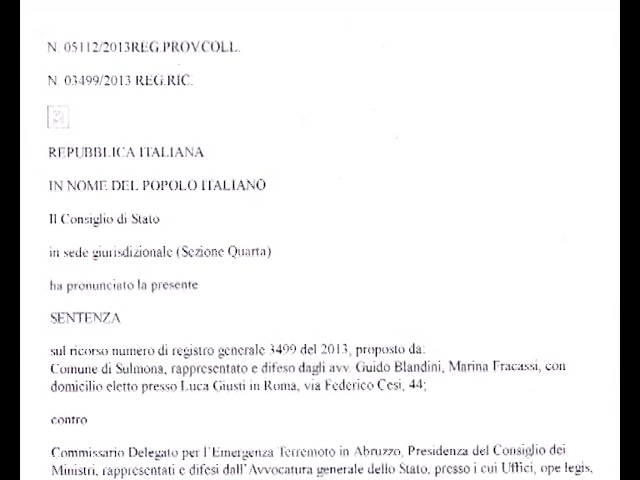 N. 05112/2013REG.PROV.COLL.
N. 03499/2013 REG.RIC.
REPUBBLICA ITALIANA
IN NOME DEL POPOLO ITALIANO
Il Consiglio di Stato
in sede giurisdizionale (Sezione Quarta)
ha pronunciato la presente
SENTENZA
sul ricorso numero di registro generale 3499 del 2013, proposto da:
Comune di Sulmona, rappresentato e difeso dagli avv. Guido Blandini, Marina Fracassi, con
domicilio eletto presso Luca Giusti in Roma, via Federico Cesi, 44;
contro
Commissario Delegato per l'Emergenza Terremoto in Abruzzo, Presidenza del Consiglio dei
Ministri, rappresentati e difesi dall'Avvocatura generale dello Stato, presso i cui Uffici, ope legis,